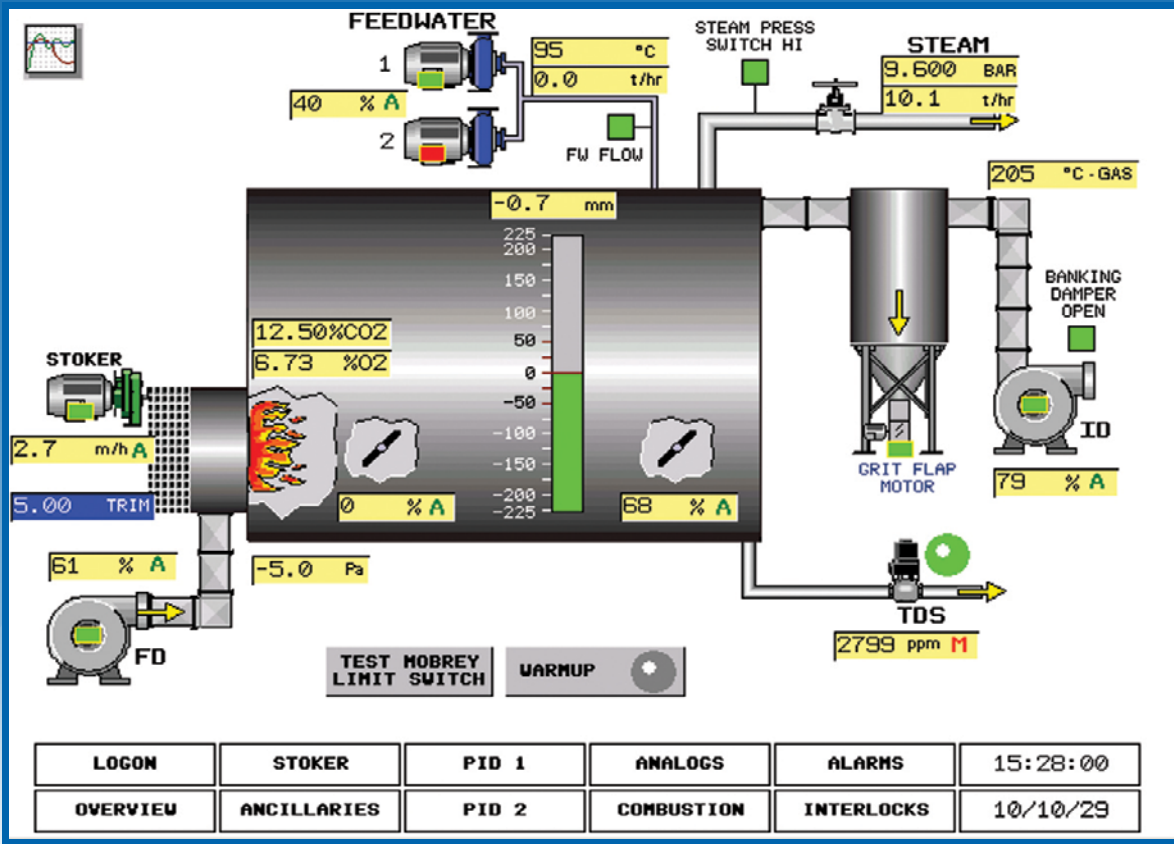 FEEDWATER
1
40 % A
2
95 °C
0.0 t/hr
FW FLOW
STEAM PRESS
SWITCH HI
STEAM
9.600 BAR
10.1 t/hr
205 °C-GAS
BANKING
DAMPER
OPEN
-0.7 mm
225
200
150
100
50
0
-50
-100
-150
-200
-225
12.50%CO2
6.73 %O2
STOKER
2.7 m/h A
5.00 TRIM
0 % A
68 % A
GRIT FLAP
MOTOR
ID
79 % A
61 % A
FD
-5.0 Pa
TDS
2799 ppm M
TEST MOBREY
LIMIT SWITCH
WARMUP
LOGON STOKER PID 1 ANALOGS ALARMS 15:28:00
OVERVIEW ANCILLARIES PID 2 COMBUSTION INTERLOCKS 10/10/29